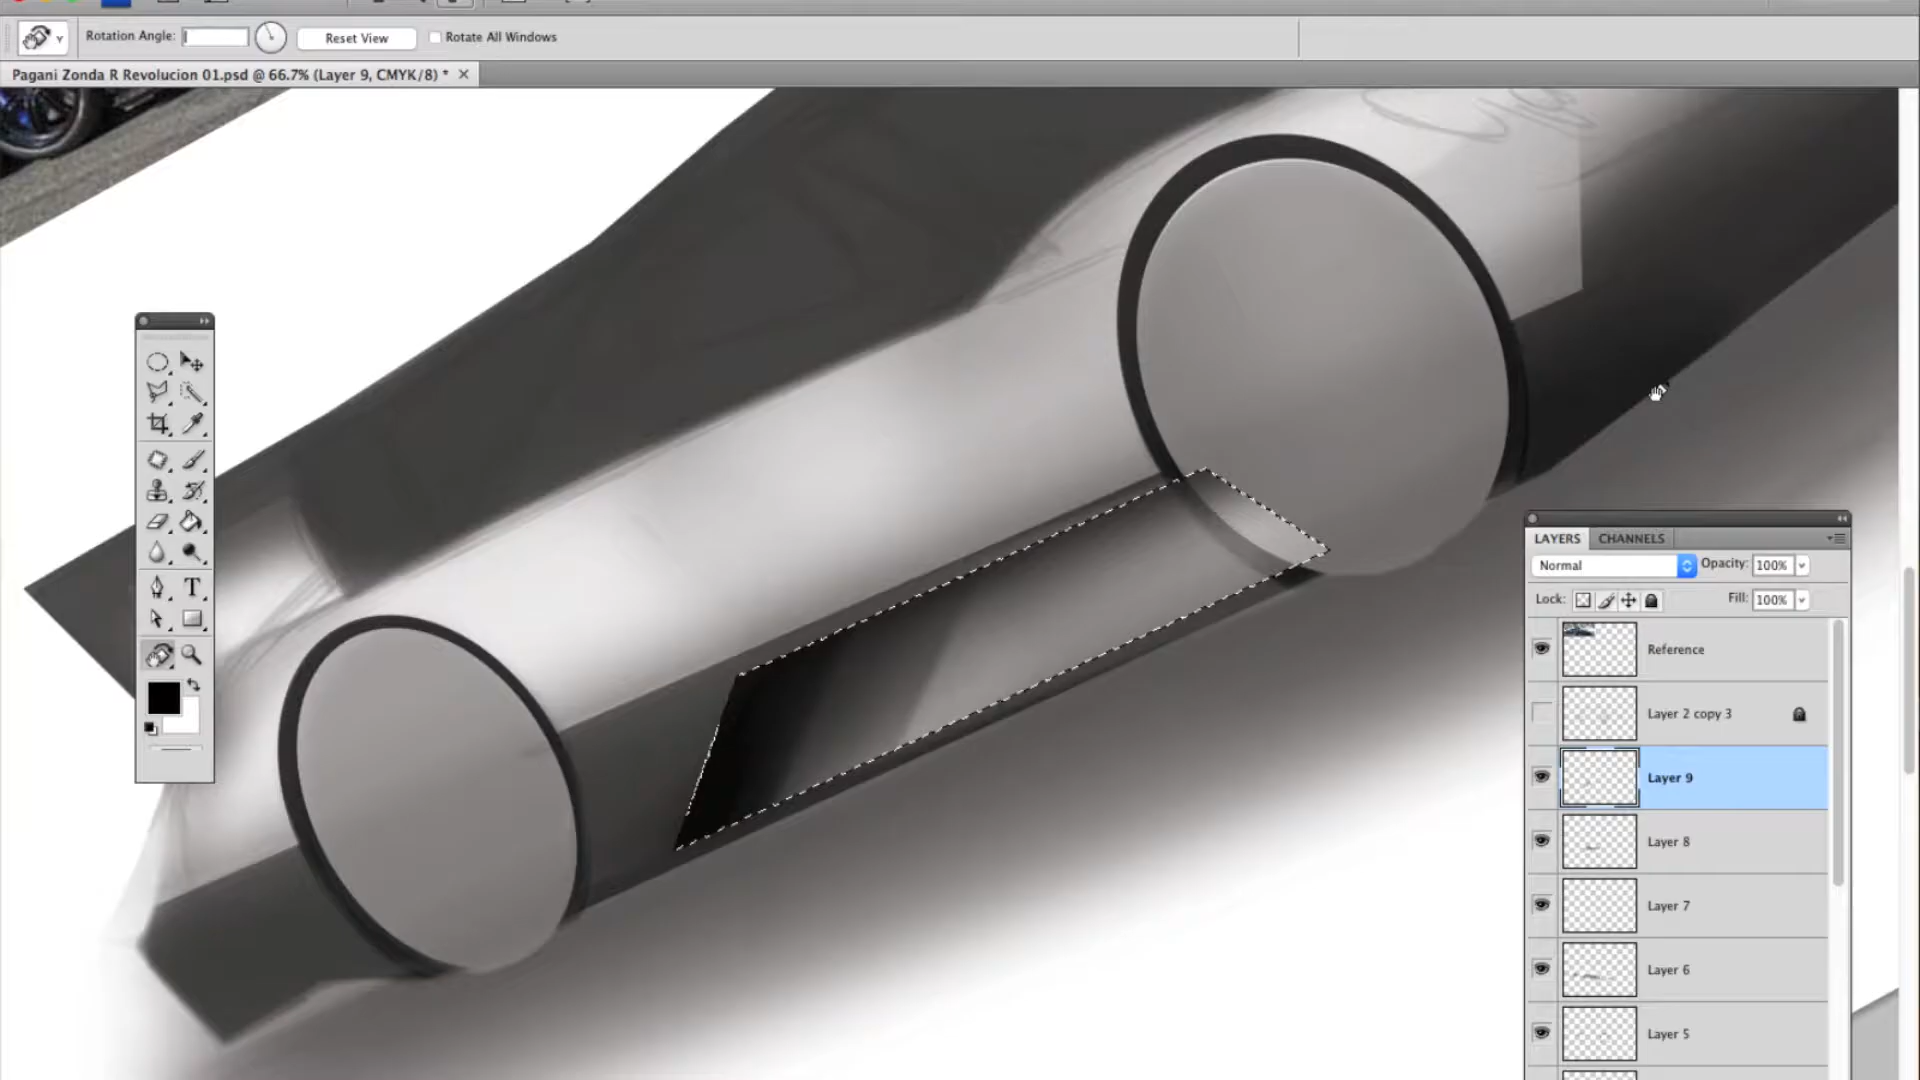 Rotation Angle:
Reset View
Rotate All Windows
Pagani Zonda R Revolucion 01.psd @ 66.7% (Layer 9, CMYK/8) *
T
LAYERS
CHANNELS
Normal
Opacity: 100%
Lock:
Fill: 100%
Reference
Layer 2 copy 3
Layer 9
Layer 8
Layer 7
Layer 6
Layer 5